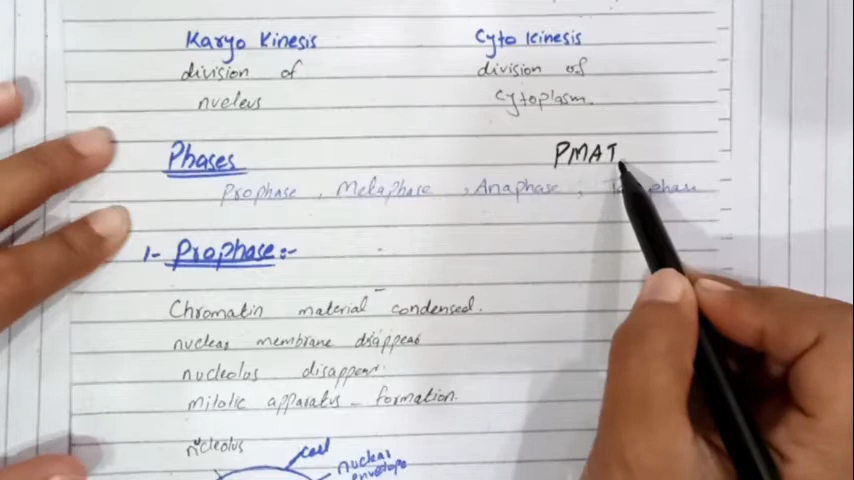 Karyo Kinesis Cyto kinesis
division of division of
nucleus cytoplasm.
Phases PMAT
Prophase, Metaphase, Anaphase,
1- Prophase:-
Chromatin material condensed.
nuclear membrane disappear
nucleolus disappear.
mitotic apparatus - formation.
nucleolus cell
nuclear
envelope